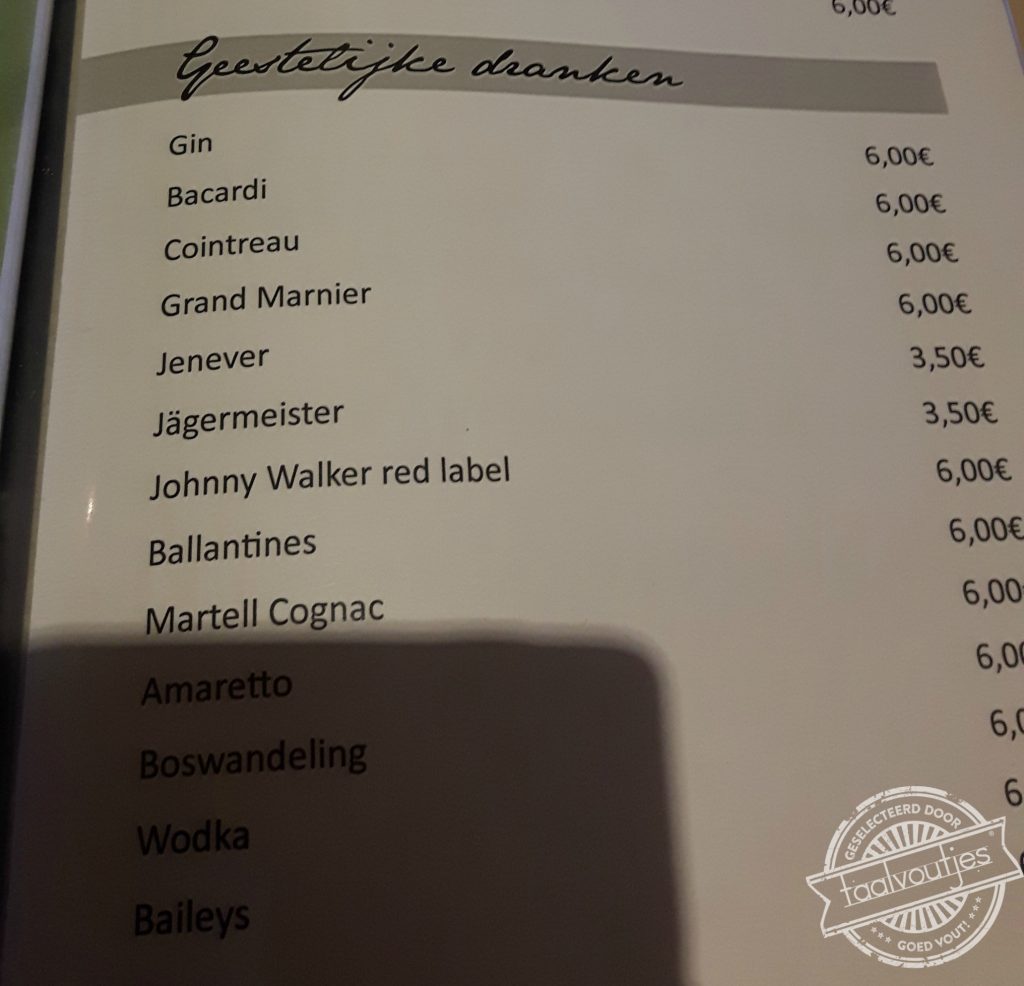 6,00€
Geestelijke dranken
Gin 6,00€
Bacardi 6,00€
Cointreau 6,00€
Grand Marnier 6,00€
Jenever 3,50€
Jägermeister 3,50€
Johnny Walker red label 6,00€
Ballantines 6,00€
Martell Cognac 6,00
Amaretto 6,00
Boswandeling 6,0
Wodka 6
Baileys
GESELECTEERD DOOR
taalvoutjes
GOED VOUT!